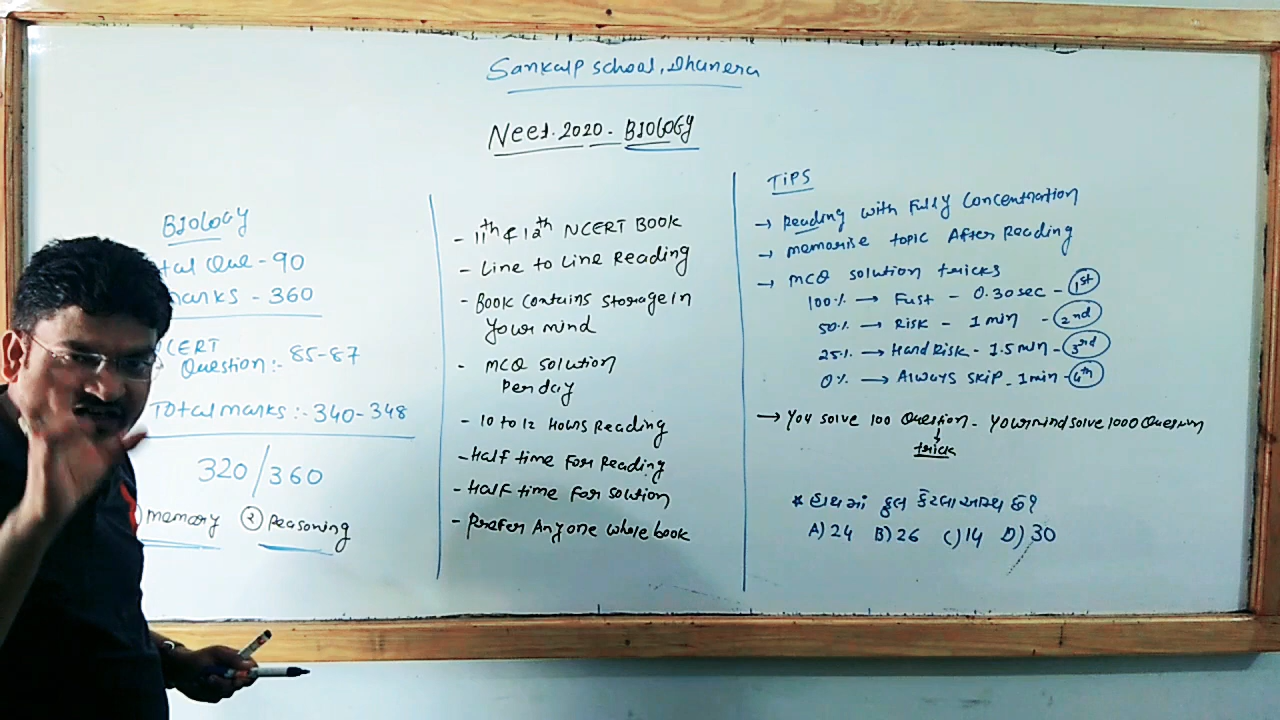 Sankalp School, Dhanera
Neet. 2020 - BIOLOGY
BIOLOGY
tal Que - 90
marks - 360
CERT
Question :- 85-87
Total marks :- 340-348
320/360
) memory ② Reasoning
- 11th & 12th NCERT BOOK
- Line to Line Reading
- Book contains storage in
your mind
- MCQ solution
Per day
- 10 to 12 Hours Reading
- Half time For Reading
- Half time For solution
- Prefer Anyone whole book
TIPS
→ Reading with Fully Concentration
→ memorise topic After Reading
→ MCQ solution tricks
100% → Fast - 0.30 sec - 1st
50% → Risk - 1 min - 2nd
25% → Hard Risk - 1.5 min - 3rd
0% → Always skip - 1 min - 4th
→ You solve 100 Question - your mind solve 1000 Question
trick
* હાથમાં કુલ કેટલા અસ્થિ છે?
A) 24 B) 26 C) 14 D) 30